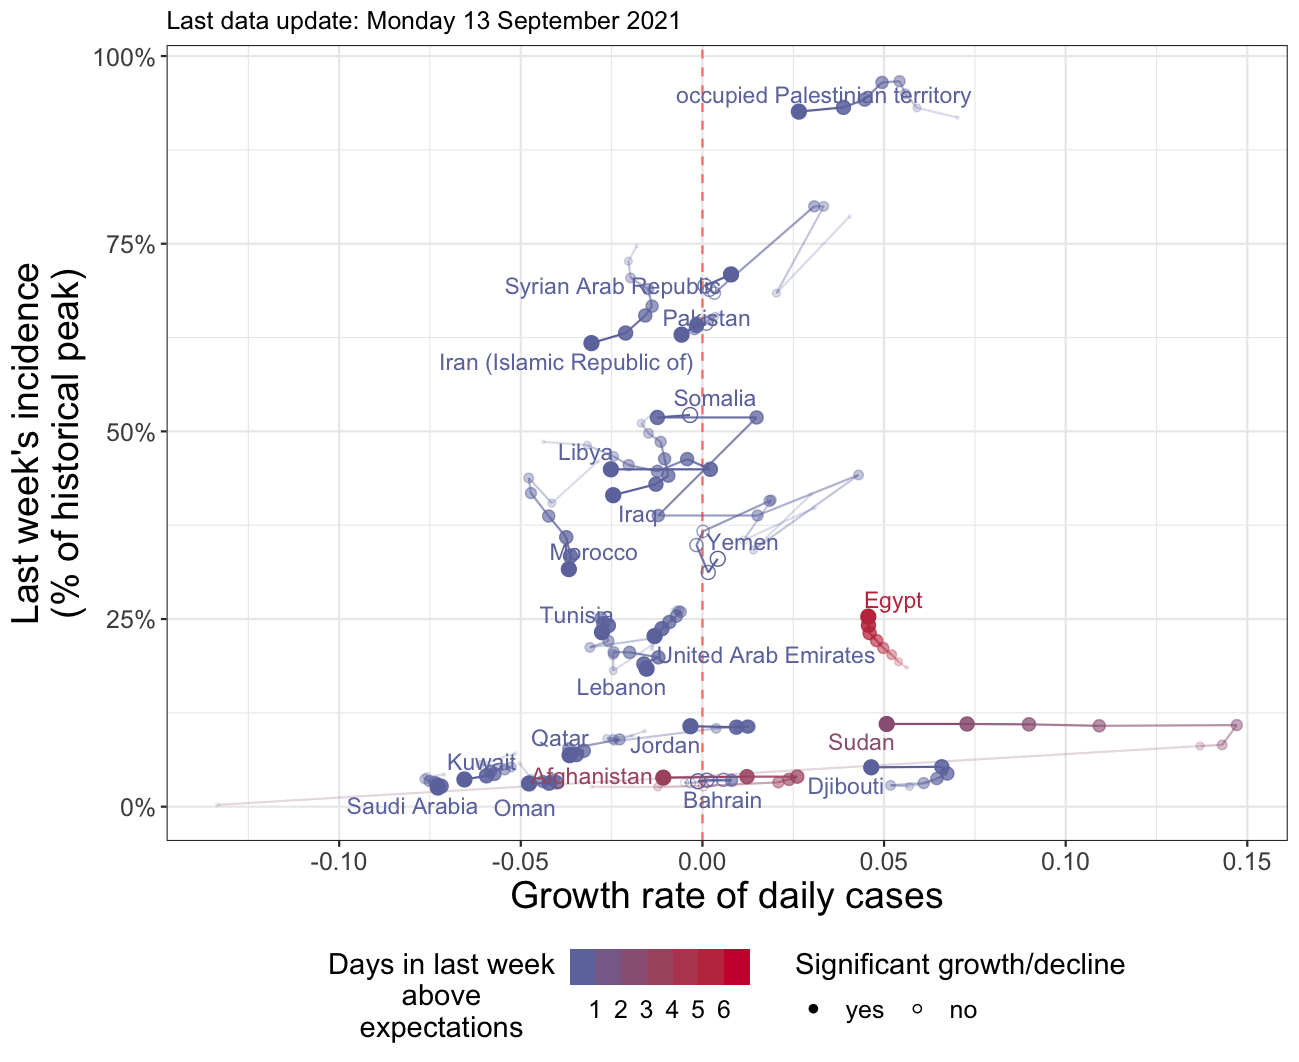 Last data update: Monday 13 September 2021
Last week's incidence
(% of historical peak)
100%
75%
50%
25%
0%
occupied Palestinian territory
Syrian Arab Republic
Pakistan
Iran (Islamic Republic of)
Somalia
Libya
Iraq
Yemen
Morocco
Egypt
Tunisia
United Arab Emirates
Lebanon
Qatar
Jordan
Sudan
Kuwait
Afghanistan
Djibouti
Saudi Arabia
Oman
Bahrain
-0.10
-0.05
0.00
0.05
0.10
0.15
Growth rate of daily cases
Days in last week
above
expectations
1 2 3 4 5 6
Significant growth/decline
yes
no